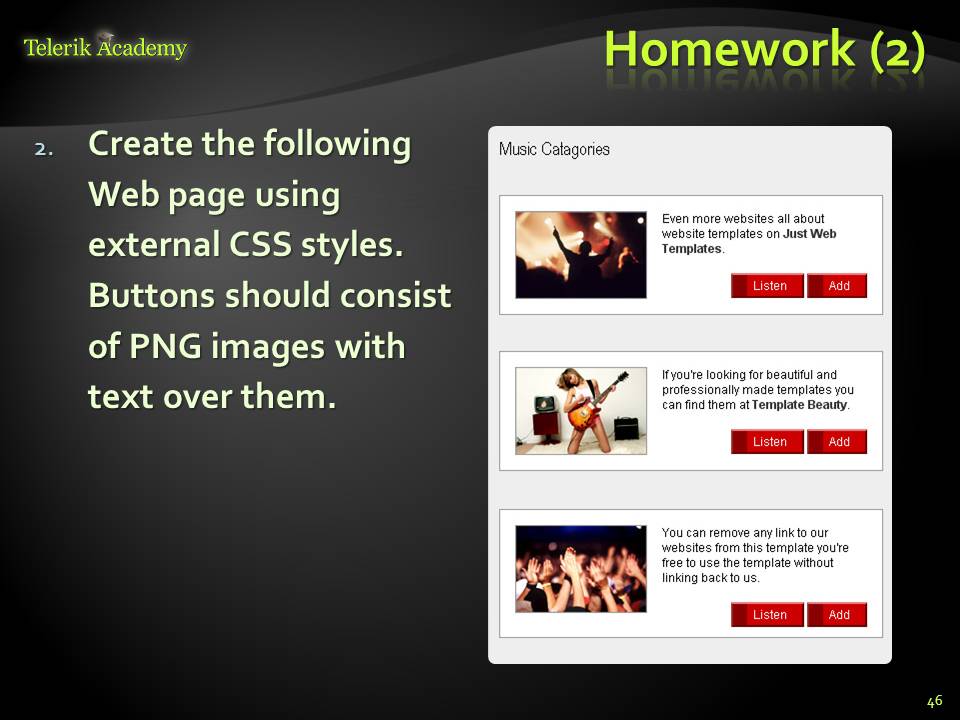 Telerik Academy
Homework (2)
2. Create the following
Web page using
external CSS styles.
Buttons should consist
of PNG images with
text over them.
Music Catagories
Even more websites all about
website templates on Just Web
Templates.
Listen Add
If you're looking for beautiful and
professionally made templates you
can find them at Template Beauty.
Listen Add
You can remove any link to our
websites from this template you're
free to use the template without
linking back to us.
Listen Add
46